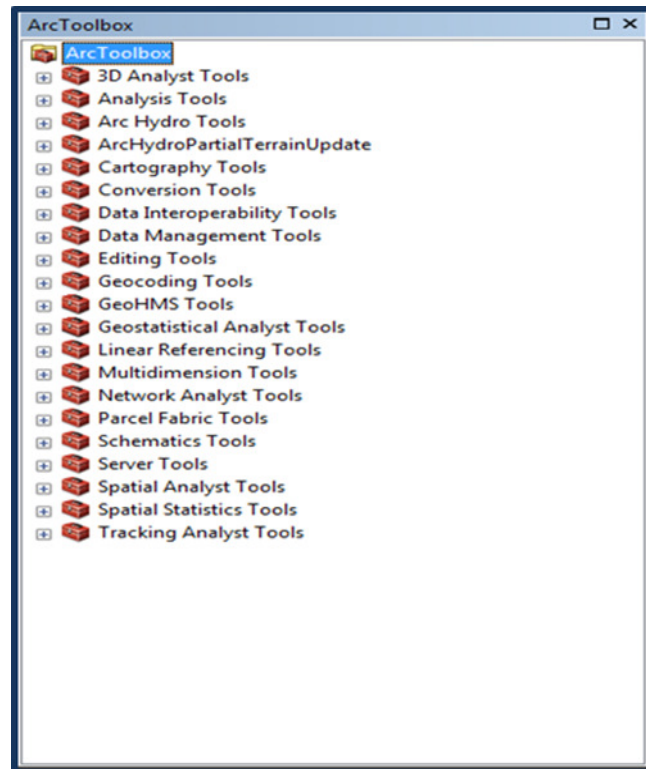 ArcToolbox
ArcToolbox
3D Analyst Tools
Analysis Tools
Arc Hydro Tools
ArcHydroPartialTerrainUpdate
Cartography Tools
Conversion Tools
Data Interoperability Tools
Data Management Tools
Editing Tools
Geocoding Tools
GeoHMS Tools
Geostatistical Analyst Tools
Linear Referencing Tools
Multidimension Tools
Network Analyst Tools
Parcel Fabric Tools
Schematics Tools
Server Tools
Spatial Analyst Tools
Spatial Statistics Tools
Tracking Analyst Tools